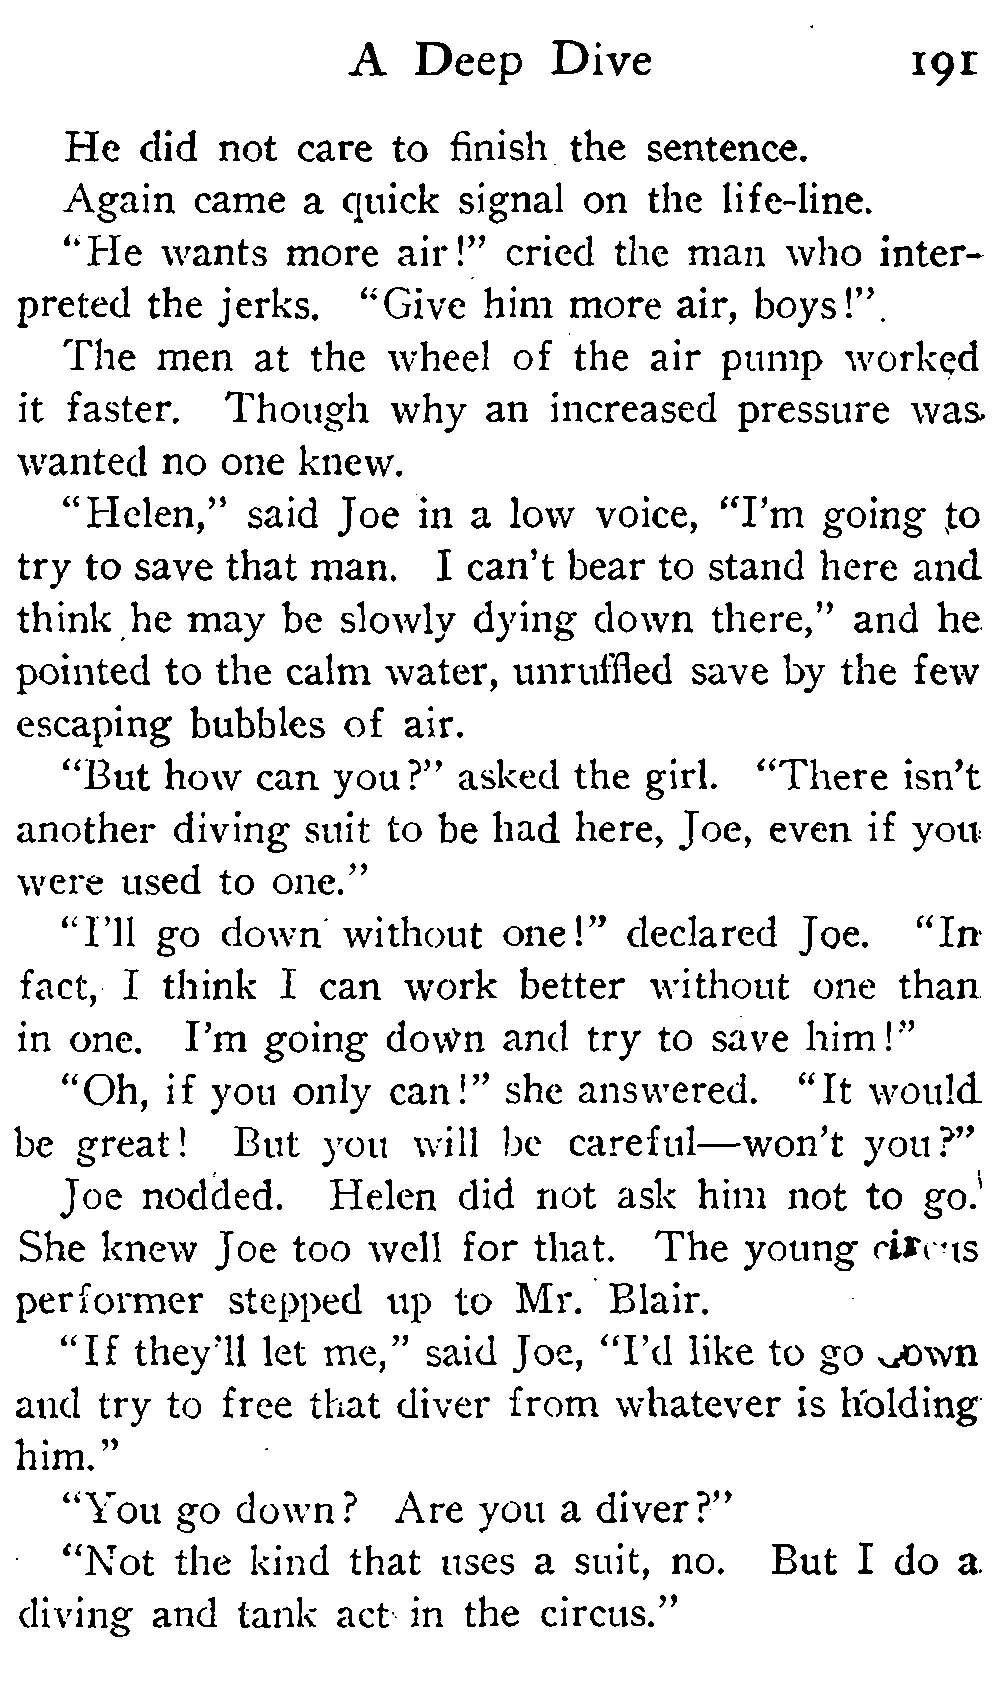 A Deep Dive 191
He did not care to finish the sentence.
Again came a quick signal on the life-line.
“He wants more air!” cried the man who inter-
preted the jerks. “Give him more air, boys!”.
The men at the wheel of the air pump worked
it faster. Though why an increased pressure was
wanted no one knew.
“Helen,” said Joe in a low voice, “I’m going to
try to save that man. I can’t bear to stand here and
think he may be slowly dying down there,” and he
pointed to the calm water, unruffled save by the few
escaping bubbles of air.
“But how can you?” asked the girl. “There isn’t
another diving suit to be had here, Joe, even if you
were used to one.”
“I’ll go down without one!” declared Joe. “In
fact, I think I can work better without one than
in one. I’m going down and try to save him!”
“Oh, if you only can!” she answered. “It would
be great! But you will be careful—won’t you?”
Joe nodded. Helen did not ask him not to go.
She knew Joe too well for that. The young circus
performer stepped up to Mr. Blair.
“If they’ll let me,” said Joe, “I’d like to go down
and try to free that diver from whatever is holding
him.”
“You go down? Are you a diver?”
“Not the kind that uses a suit, no. But I do a
diving and tank act in the circus.”